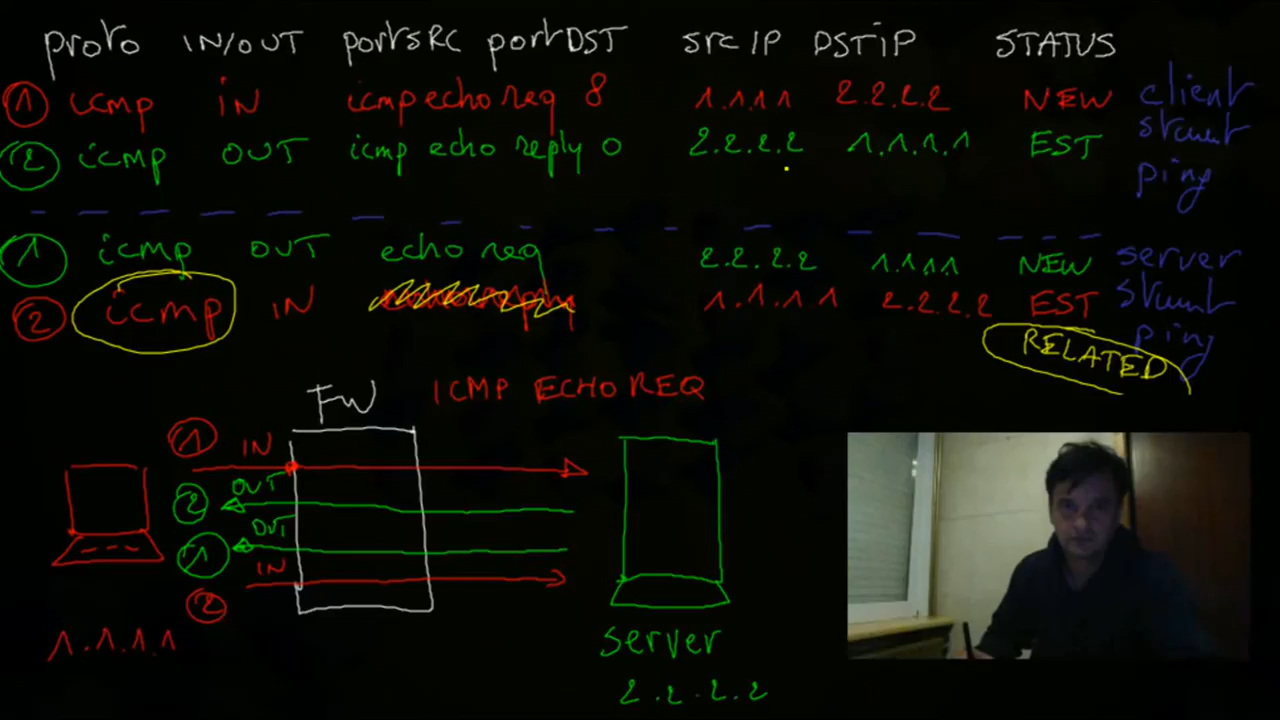 proto IN/OUT portSRC portDST srcIP DSTiP STATUS
1 icmp iN icmp echo req 8 1.1.1.1 2.2.2.2 NEW client
2 icmp OUT icmp echo reply 0 2.2.2.2 1.1.1.1 EST
ping
1 icmp OUT echo req 2.2.2.2 1.1.1.1 NEW server
2 icmp IN 1.1.1.1 2.2.2.2 EST
ping
RELATED
FW ICMP ECHO REQ
1 IN
2 OUT
1 OUT
IN
2
server
1.1.1.1
2.2.2.2